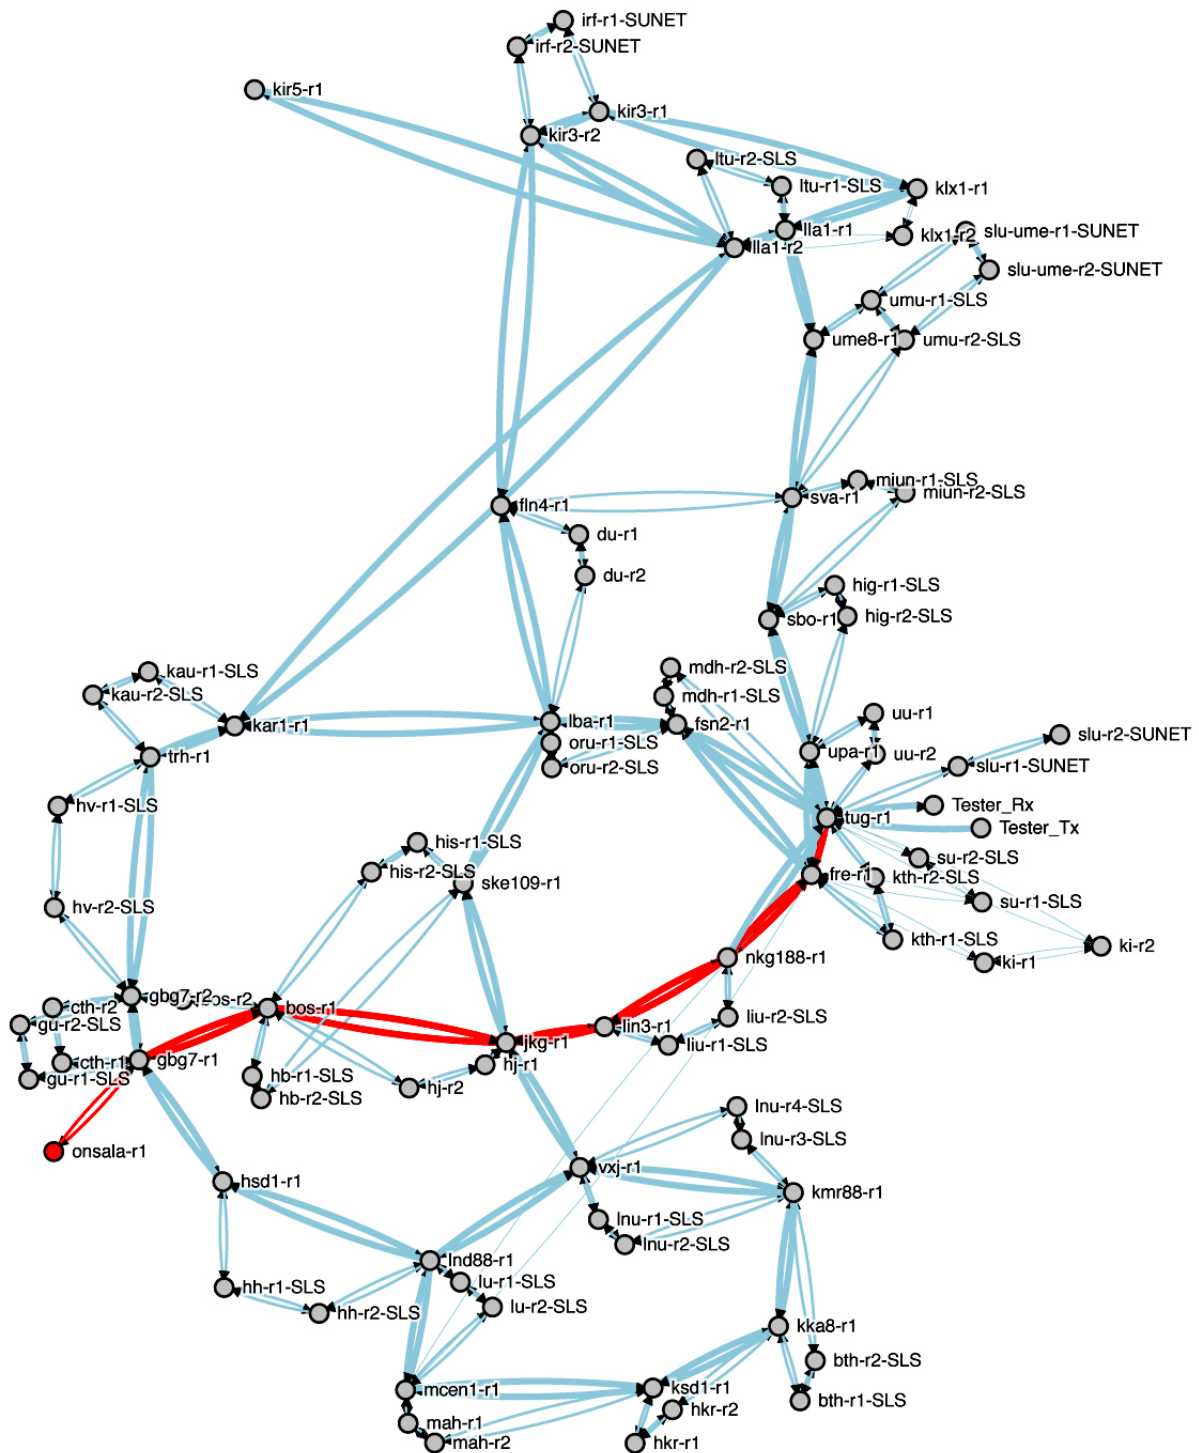 irf-r1-SUNET
irf-r2-SUNET
kir5-r1
kir3-r1
kir3-r2
ltu-r2-SLS
ltu-r1-SLS
klx1-r1
lla1-r1
klx1-r2
slu-ume-r1-SUNET
lla1-r2
slu-ume-r2-SUNET
umu-r1-SLS
ume8-r1
umu-r2-SLS
miun-r1-SLS
miun-r2-SLS
sva-r1
fln4-r1
du-r1
du-r2
hig-r1-SLS
hig-r2-SLS
sbo-r1
kau-r1-SLS
mdh-r2-SLS
kau-r2-SLS
mdh-r1-SLS
uu-r1
kar1-r1
lba-r1
fsn2-r1
slu-r2-SUNET
oru-r1-SLS
upa-r1
uu-r2
trh-r1
oru-r2-SLS
slu-r1-SUNET
hv-r1-SLS
Tester_Rx
tug-r1
Tester_Tx
his-r1-SLS
su-r2-SLS
his-r2-SLS
fre-r1
kth-r2-SLS
ske109-r1
su-r1-SLS
hv-r2-SLS
kth-r1-SLS
ki-r2
nkg188-r1
ki-r1
gbg7-r2
os-r2
cth-r2
bos-r1
liu-r2-SLS
gu-r2-SLS
lin3-r1
jkg-r1
liu-r1-SLS
gbg7-r1
cth-r1
hj-r1
hb-r1-SLS
gu-r1-SLS
hj-r2
hb-r2-SLS
lnu-r4-SLS
lnu-r3-SLS
onsala-r1
vxj-r1
hsd1-r1
kmr88-r1
lnu-r1-SLS
lnu-r2-SLS
lnd88-r1
lu-r1-SLS
hh-r1-SLS
lu-r2-SLS
hh-r2-SLS
kka8-r1
bth-r2-SLS
mcen1-r1
ksd1-r1
bth-r1-SLS
hkr-r2
mah-r1
mah-r2
hkr-r1